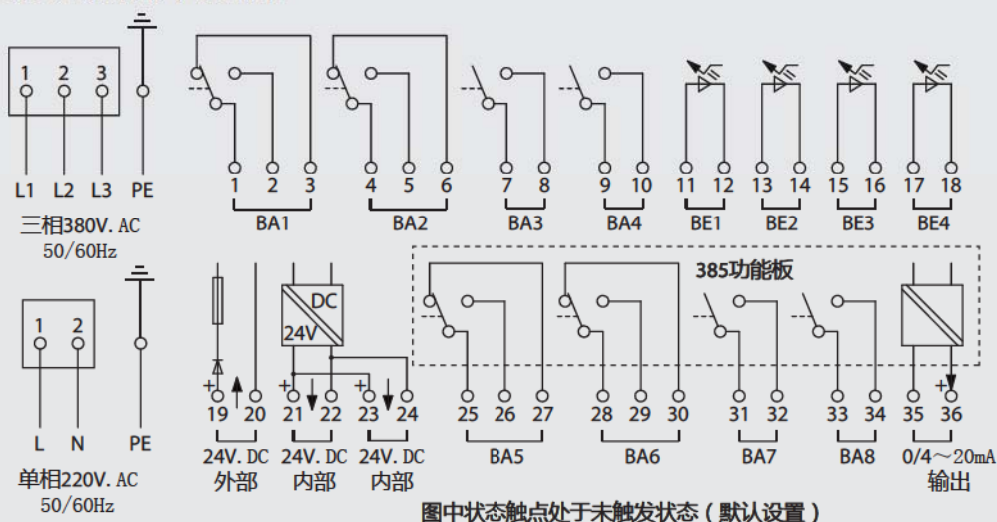 1 2 3
L1 L2 L3 PE
三相380V. AC
50/60Hz
1 2 3 4 5 6 7 8 9 10 11 12 13 14 15 16 17 18
BA1 BA2 BA3 BA4 BE1 BE2 BE3 BE4
385功能板
1 2
L N PE
单相220V. AC
50/60Hz
DC
24V
+ + + +
19 20 21 22 23 24 25 26 27 28 29 30 31 32 33 34 35 36
24V. DC 24V. DC 24V. DC BA5 BA6 BA7 BA8 0/4～20mA
外部 内部 内部 输出
图中状态触点处于未触发状态（默认设置）